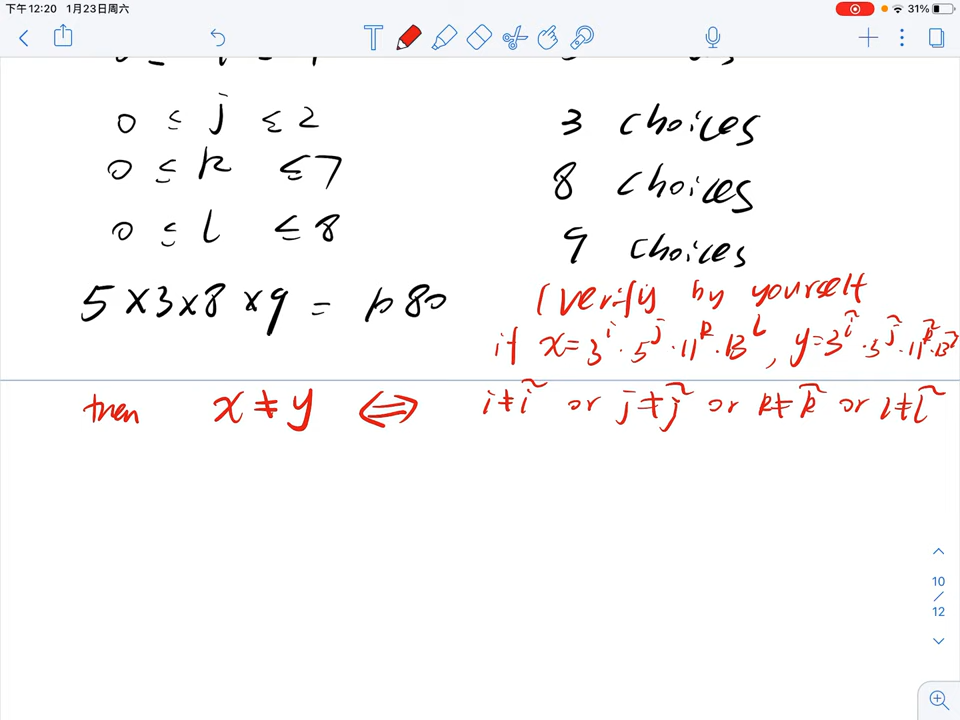 下午12:20 1月23日周六
31%
0 ≤ j ≤ 2 3 choices
0 ≤ k ≤ 7 8 choices
0 ≤ l ≤ 8 9 choices
5 × 3 × 8 × 9 = 1080 ( verify by yourself
if x = 3^i · 5^j · 11^k · 13^l , y = 3^ĩ · 5^j̃ · 11^k̃ · 13^l̃
then x ≠ y ⟺ i ≠ ĩ or j ≠ j̃ or k ≠ k̃ or l ≠ l̃
10
/
12